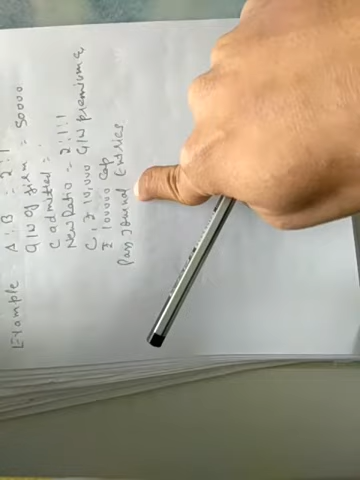 Example
A : B = 2 : 1
G/W of firm = 50000
C admitted =
New Ratio = 2 : 1 : 1
C, ₹ 10,000 G/W premium &
₹ 100000 Cap
Pass Journal Entries